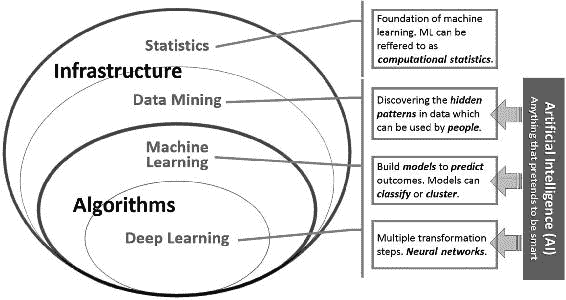 Statistics
Infrastructure
Data Mining
Machine
Learning
Algorithms
Deep Learning
Foundation of machine
learning. ML can be
reffered to as
computational statistics.
Discovering the hidden
patterns in data which
can be used by people.
Build models to predict
outcomes. Models can
classify or cluster.
Multiple transformation
steps. Neural networks.
Artificial Intelligence (AI)
Anything that pretends to be smart